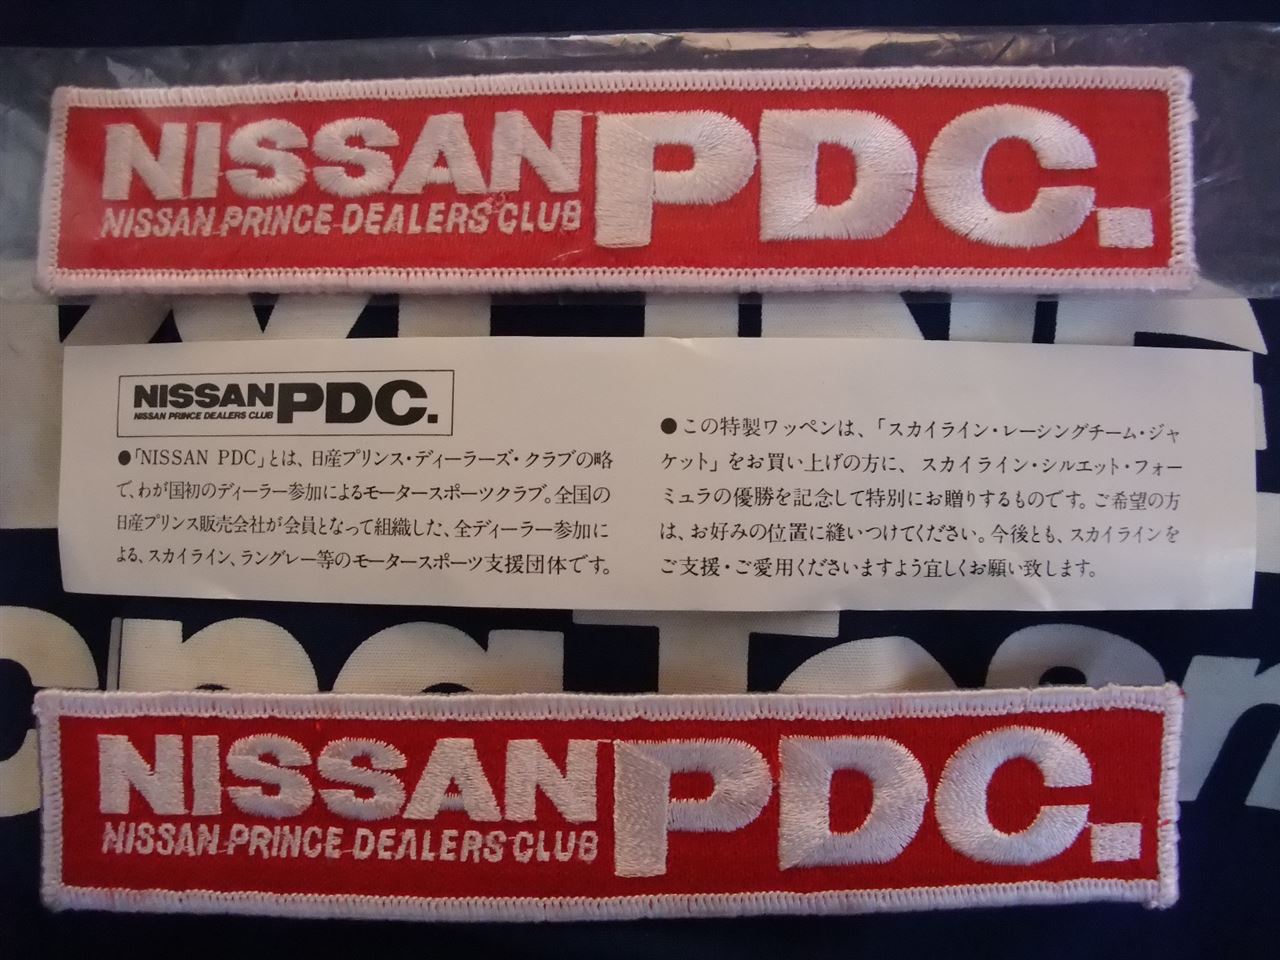 NISSAN PDC.
NISSAN PRINCE DEALERS CLUB
NISSAN PDC.
NISSAN PRINCE DEALERS CLUB
●「NISSAN PDC」とは、日産プリンス・ディーラーズ・クラブの略
で、わが国初のディーラー参加によるモータースポーツクラブ。全国の
日産プリンス販売会社が会員となって組織した、全ディーラー参加に
よる、スカイライン、ラングレー等のモータースポーツ支援団体です。
●この特製ワッペンは、「スカイライン・レーシングチーム・ジャ
ケット」をお買い上げの方に、スカイライン・シルエット・フォー
ミュラの優勝を記念して特別にお贈りするものです。ご希望の方
は、お好みの位置に縫いつけてください。今後とも、スカイラインを
ご支援・ご愛用くださいますよう宜しくお願い致します。
NISSAN PDC.
NISSAN PRINCE DEALERS CLUB